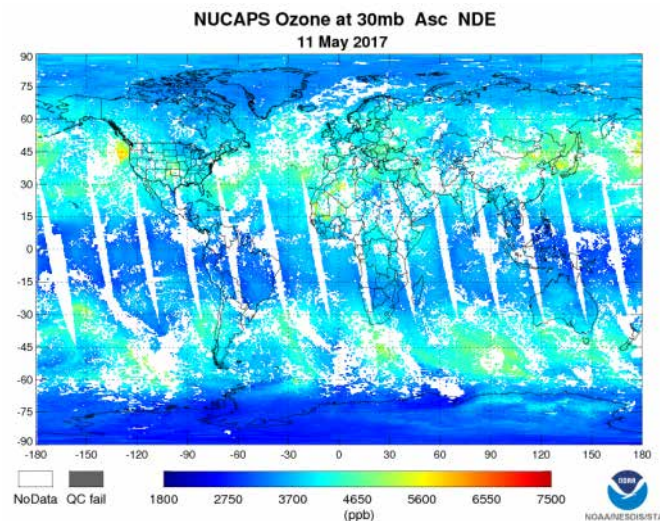 NUCAPS Ozone at 30mb Asc NDE
11 May 2017
90
75
60
45
30
15
0
-15
-30
-45
-60
-75
-90
-180 -150 -120 -90 -60 -30 0 30 60 90 120 150 180
NoData QC fail
1800 2750 3700 4650 5600 6550 7500
(ppb)
NOAA
NOAA/NESDIS/STA